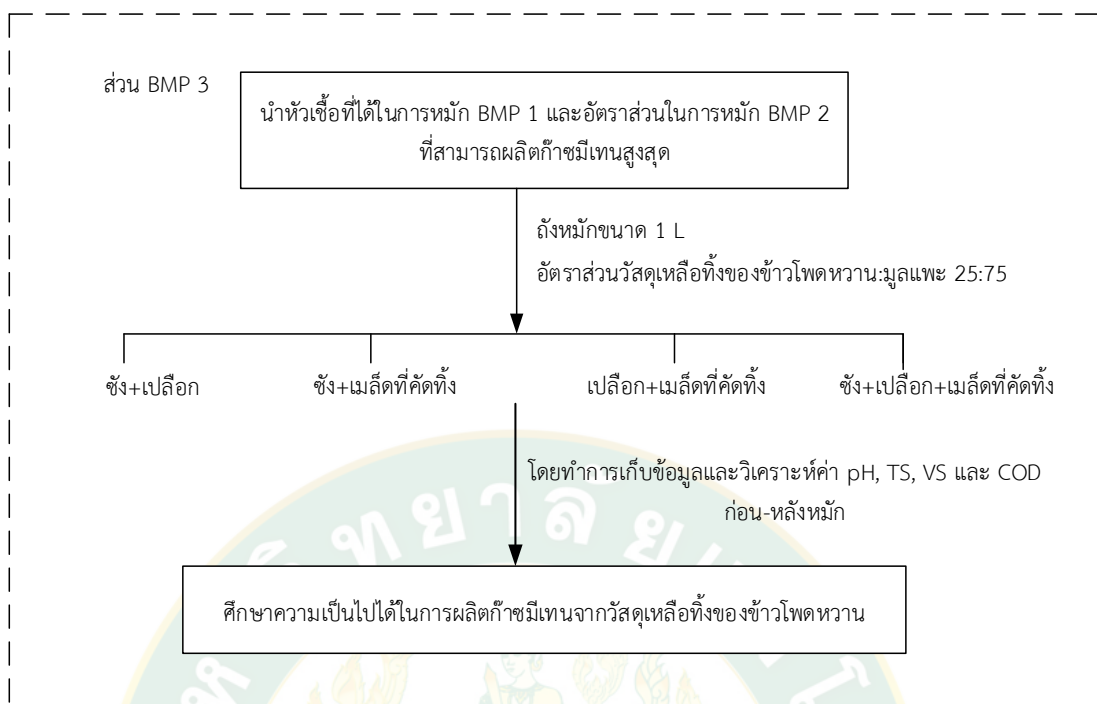 ส่วน BMP 3
นำหัวเชื้อที่ได้ในการหมัก BMP 1 และอัตราส่วนในการหมัก BMP 2
ที่สามารถผลิตก๊าซมีเทนสูงสุด
ถังหมักขนาด 1 L
อัตราส่วนวัสดุเหลือทิ้งของข้าวโพดหวาน:มูลแพะ 25:75
ซัง+เปลือก
ซัง+เมล็ดที่คัดทิ้ง
เปลือก+เมล็ดที่คัดทิ้ง
ซัง+เปลือก+เมล็ดที่คัดทิ้ง
โดยทำการเก็บข้อมูลและวิเคราะห์ค่า pH, TS, VS และ COD
ก่อน-หลังหมัก
ศึกษาความเป็นไปได้ในการผลิตก๊าซมีเทนจากวัสดุเหลือทิ้งของข้าวโพดหวาน